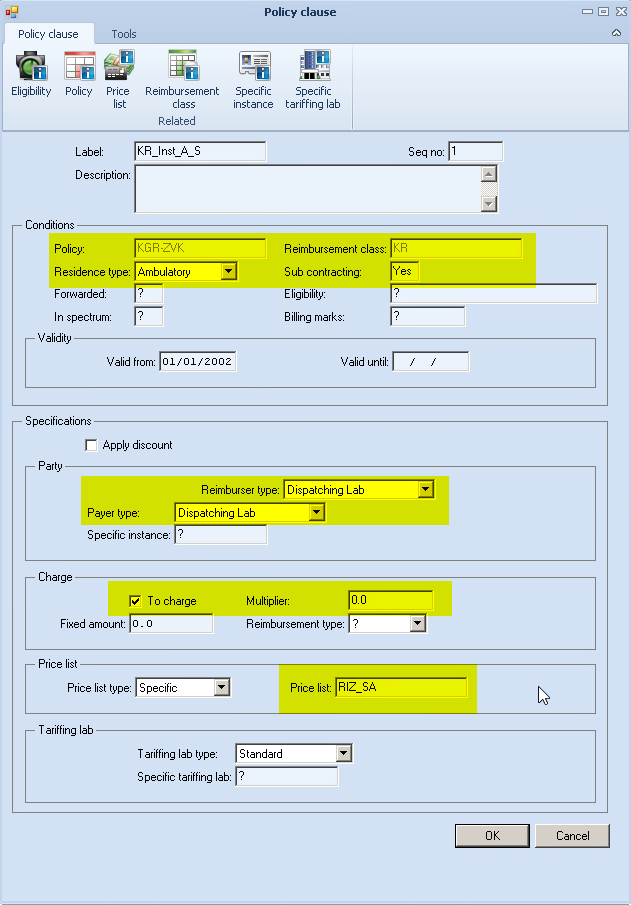 Policy clause
Policy clause Tools
Eligibility Policy Price list Reimbursement class Specific instance Specific tariffing lab
Related
Label: KR_Inst_A_S Seq no: 1
Description:
Conditions
Policy: KGR-ZVK Reimbursement class: KR
Residence type: Ambulatory Sub contracting: Yes
Forwarded: ? Eligibility: ?
In spectrum: ? Billing marks: ?
Validity
Valid from: 01/01/2002 Valid until: / /
Specifications
Apply discount
Party
Reimburser type: Dispatching Lab
Payer type: Dispatching Lab
Specific instance: ?
Charge
To charge Multiplier: 0.0
Fixed amount: 0.0 Reimbursement type: ?
Price list
Price list type: Specific Price list: RIZ_SA
Tariffing lab
Tariffing lab type: Standard
Specific tariffing lab: ?
OK Cancel